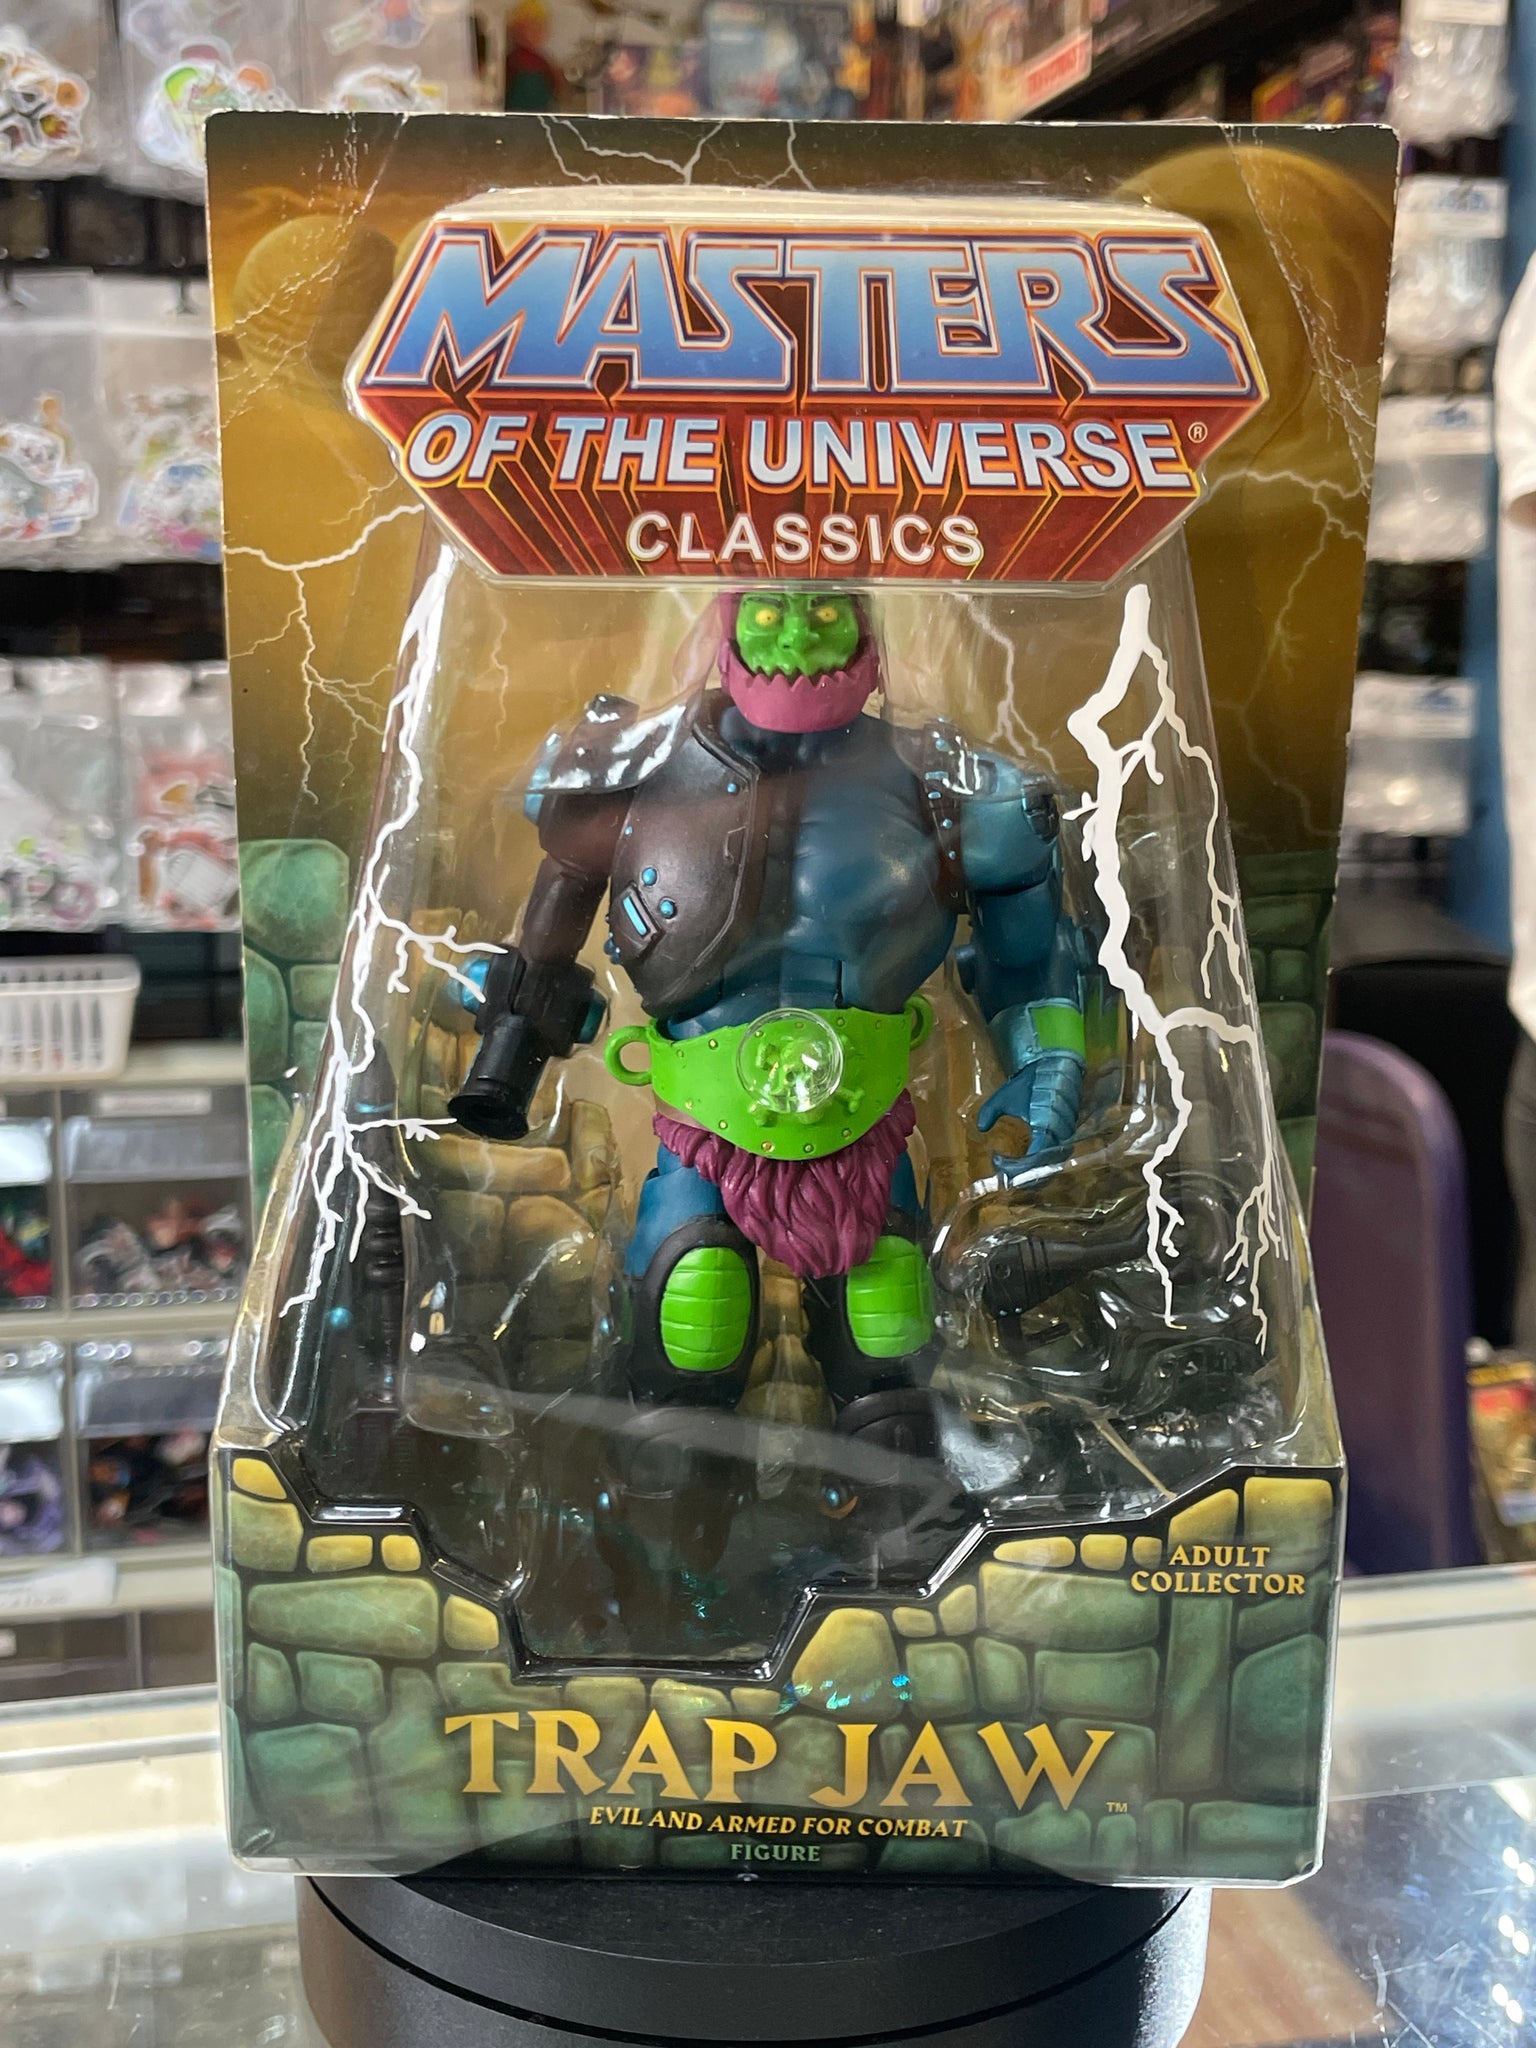 MASTERS
OF THE UNIVERSE®
CLASSICS
ADULT
COLLECTOR
TRAP JAW™
EVIL AND ARMED FOR COMBAT
FIGURE